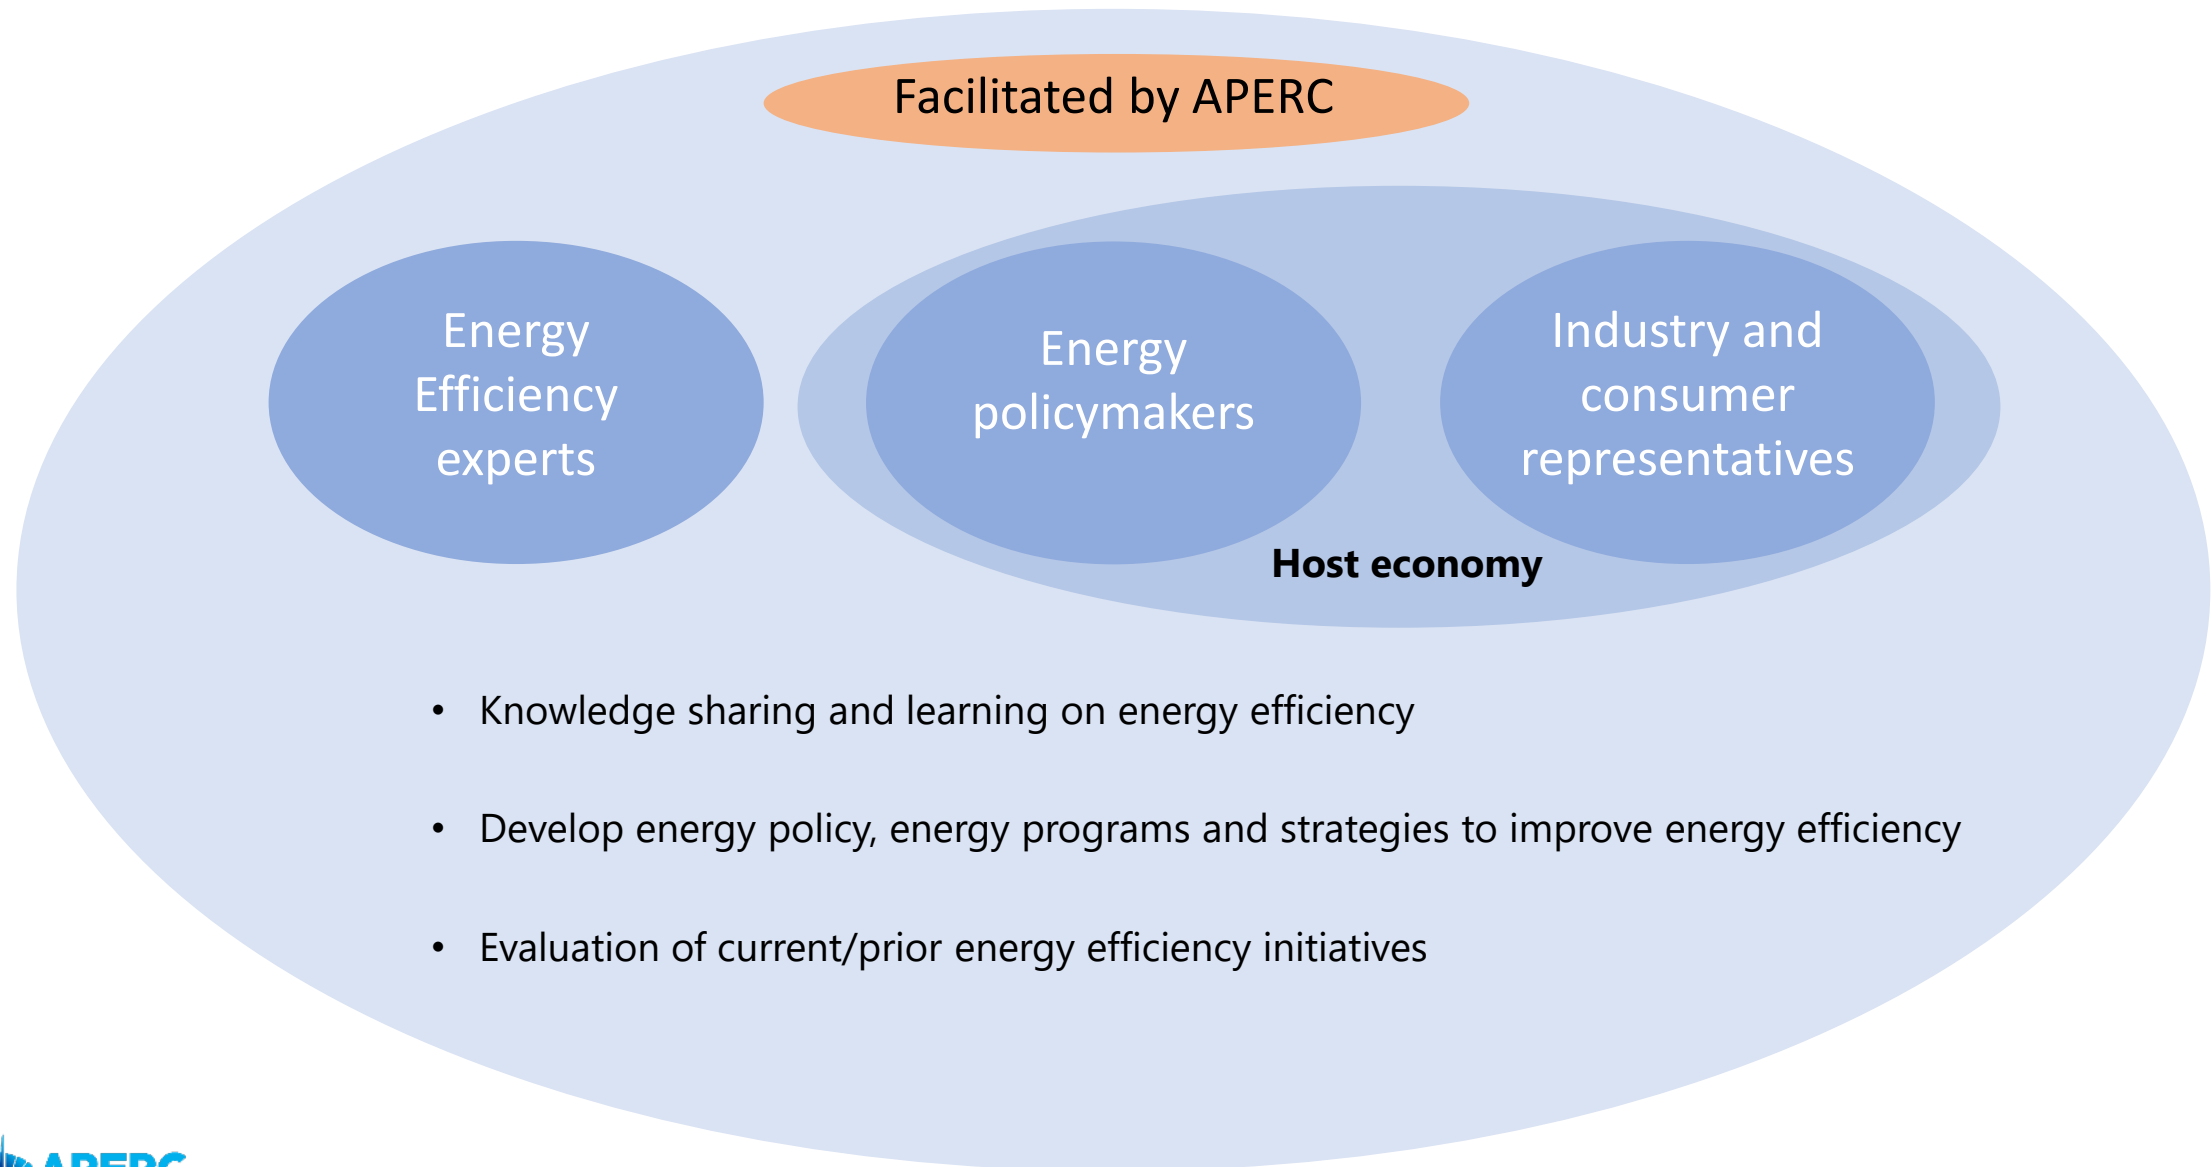 Facilitated by APERC
Energy
Efficiency
experts
Energy
policymakers
Industry and
consumer
representatives
Host economy
• Knowledge sharing and learning on energy efficiency
• Develop energy policy, energy programs and strategies to improve energy efficiency
• Evaluation of current/prior energy efficiency initiatives
APERC